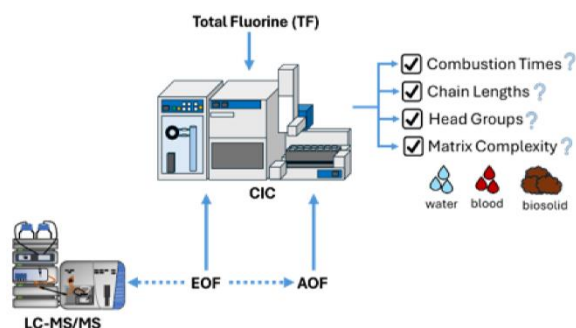 Total Fluorine (TF)
Combustion Times ?
Chain Lengths ?
Head Groups ?
Matrix Complexity ?
CIC
water blood biosolid
EOF AOF
LC-MS/MS